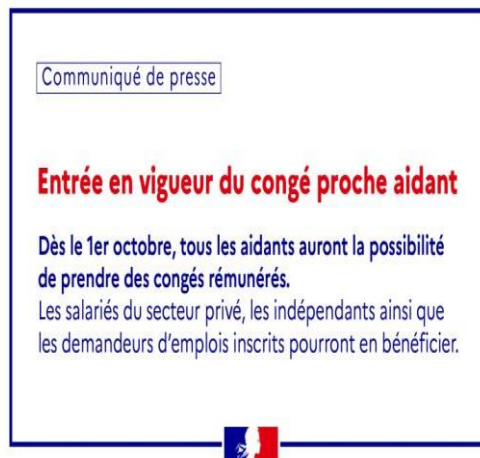 Communiqué de presse
Entrée en vigueur du congé proche aidant
Dès le 1er octobre, tous les aidants auront la possibilité
de prendre des congés rémunérés.
Les salariés du secteur privé, les indépendants ainsi que
les demandeurs d'emplois inscrits pourront en bénéficier.